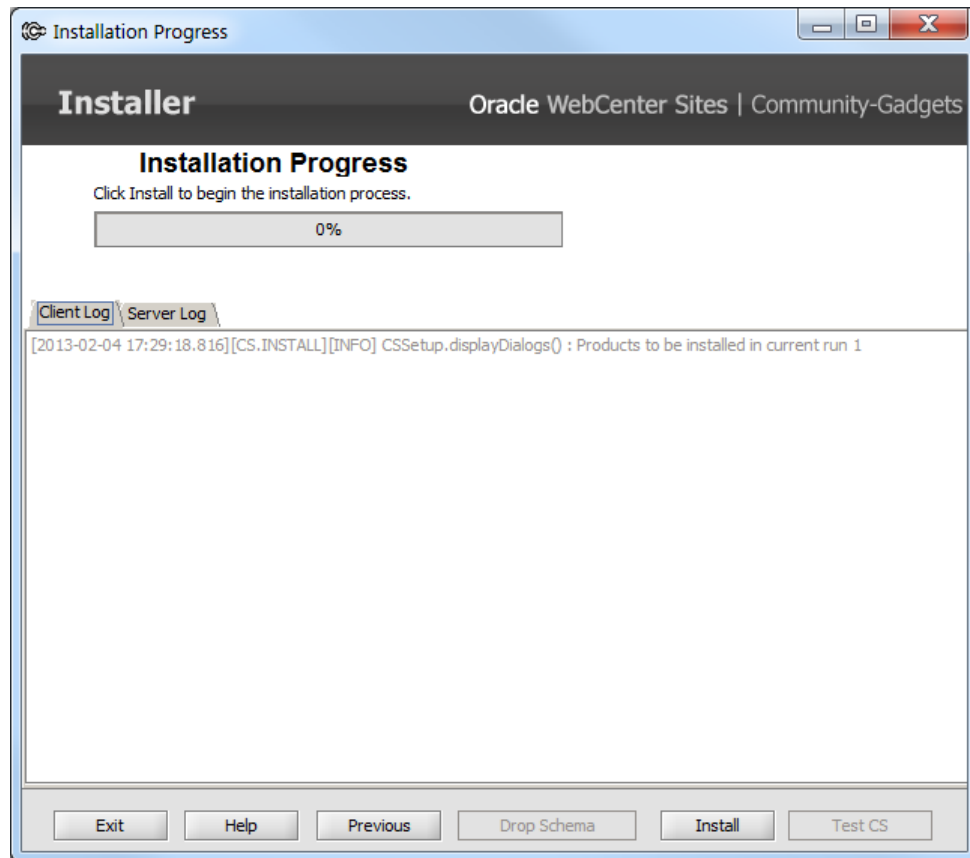 Installation Progress
Installer
Oracle WebCenter Sites | Community-Gadgets
Installation Progress
Click Install to begin the installation process.
0%
Client Log Server Log
[2013-02-04 17:29:18.816][CS.INSTALL][INFO] CSSetup.displayDialogs() : Products to be installed in current run 1
Exit Help Previous Drop Schema Install Test CS